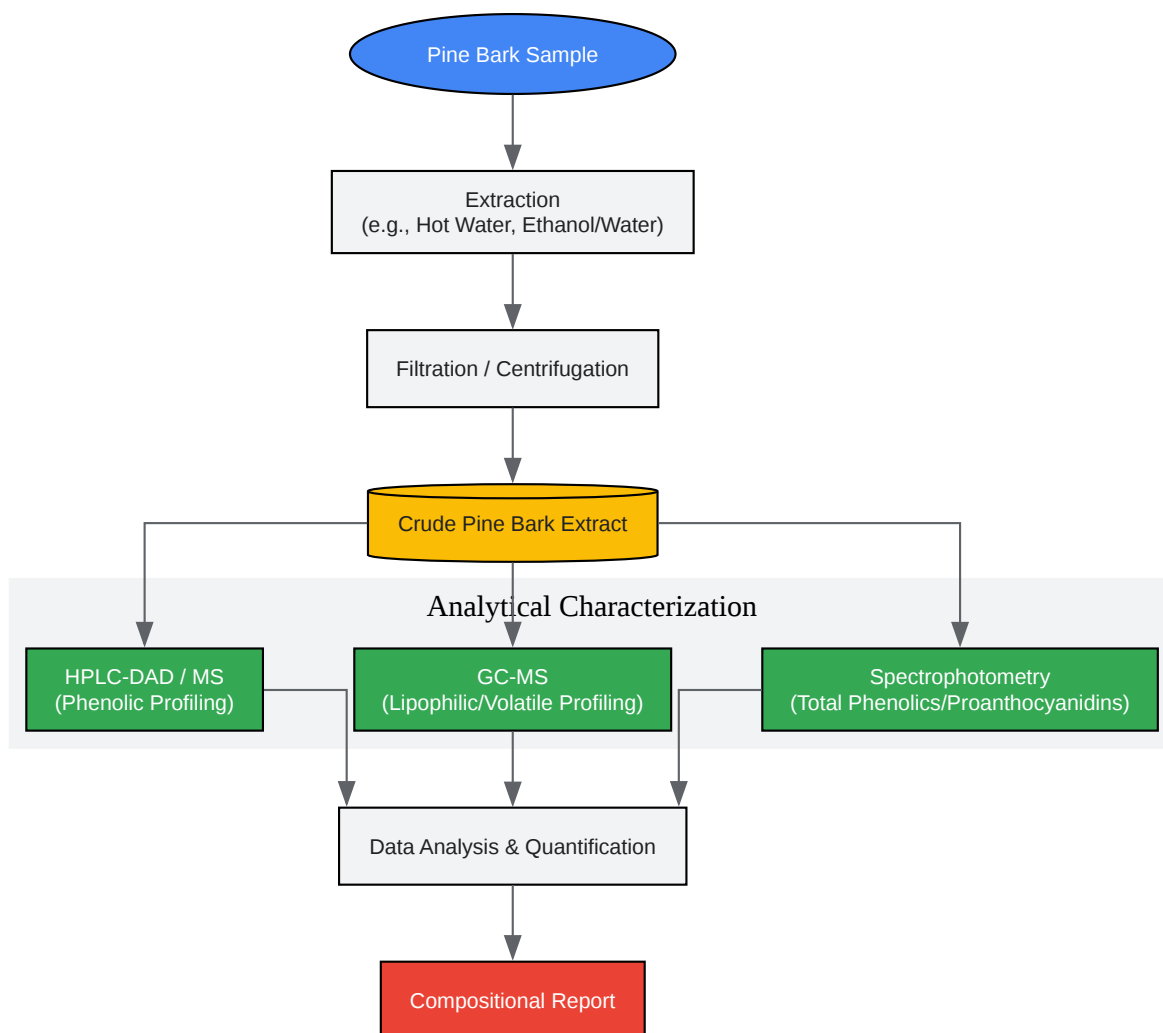 Pine Bark Sample
Extraction
(e.g., Hot Water, Ethanol/Water)
Filtration / Centrifugation
Crude Pine Bark Extract
Analytical Characterization
HPLC-DAD / MS
(Phenolic Profiling)
GC-MS
(Lipophilic/Volatile Profiling)
Spectrophotometry
(Total Phenolics/Proanthocyanidins)
Data Analysis & Quantification
Compositional Report